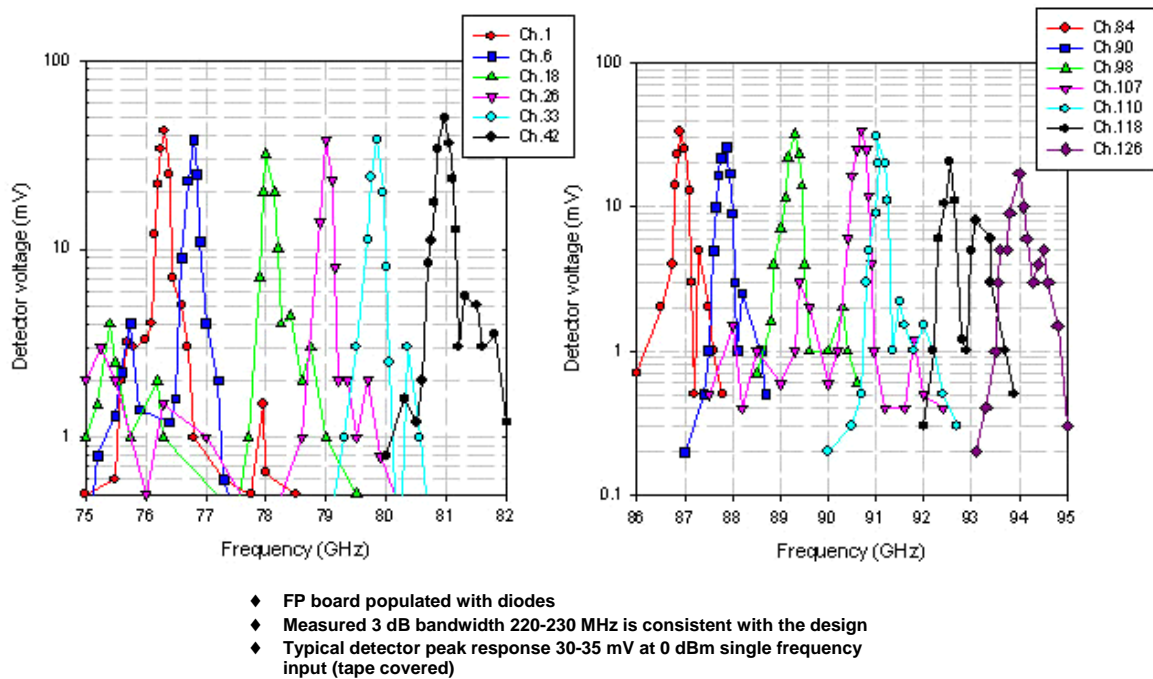 Ch.1
Ch.6
Ch.18
Ch.26
Ch.33
Ch.42
100
10
1
Detector voltage (mV)
75 76 77 78 79 80 81 82
Frequency (GHz)
Ch.84
Ch.90
Ch.98
Ch.107
Ch.110
Ch.118
Ch.126
100
10
1
0.1
Detector voltage (mV)
86 87 88 89 90 91 92 93 94 95
Frequency (GHz)
♦ FP board populated with diodes
♦ Measured 3 dB bandwidth 220-230 MHz is consistent with the design
♦ Typical detector peak response 30-35 mV at 0 dBm single frequency
input (tape covered)